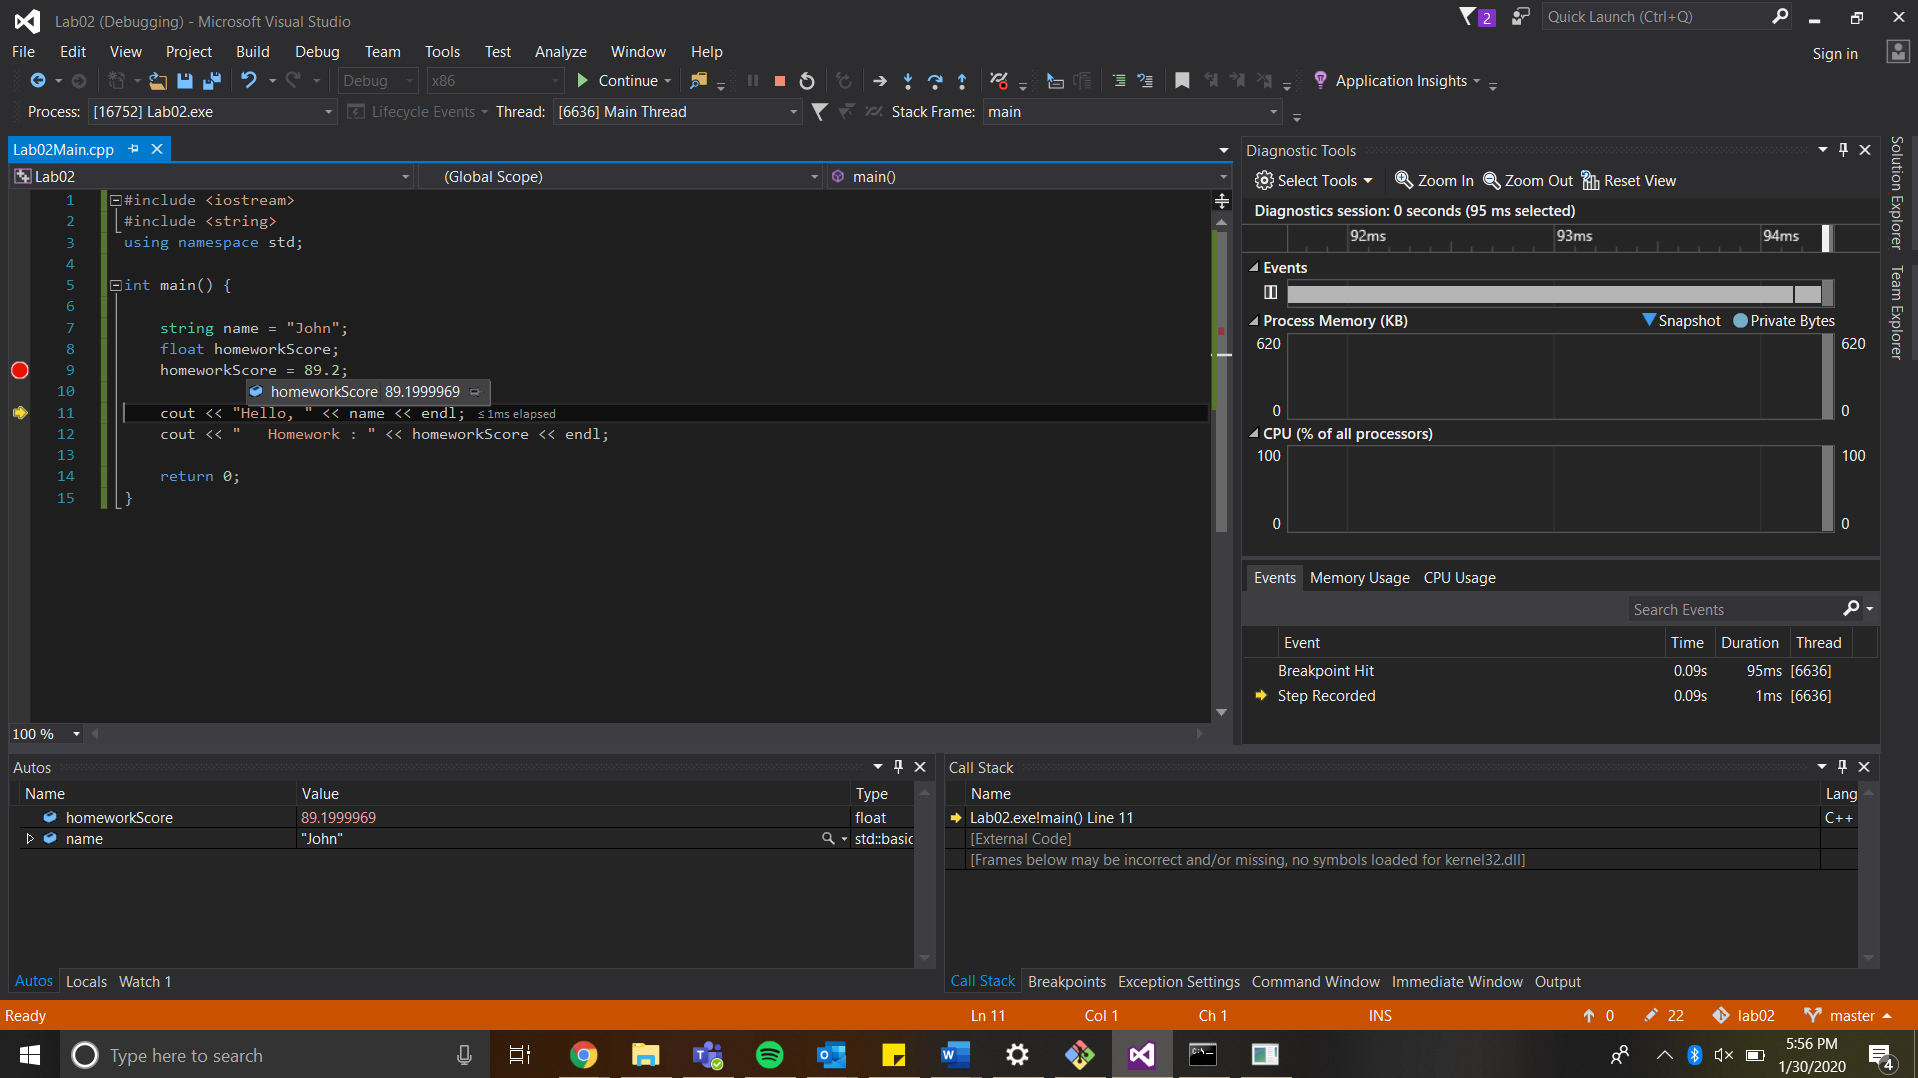 Lab02 (Debugging) - Microsoft Visual Studio
2
Quick Launch (Ctrl+Q)
File Edit View Project Build Debug Team Tools Test Analyze Window Help
Sign in
Debug x86 Continue Application Insights
Process: [16752] Lab02.exe Lifecycle Events Thread: [6636] Main Thread Stack Frame: main
Lab02Main.cpp
Lab02 (Global Scope) main()
1 #include <iostream>
2 #include <string>
3 using namespace std;
4
5 int main() {
6
7 string name = "John";
8 float homeworkScore;
9 homeworkScore = 89.2;
10
homeworkScore 89.1999969
11 cout << "Hello, " << name << endl; ≤1ms elapsed
12 cout << "   Homework : " << homeworkScore << endl;
13
14 return 0;
15 }
100 %
Diagnostic Tools
Select Tools Zoom In Zoom Out Reset View
Diagnostics session: 0 seconds (95 ms selected)
92ms 93ms 94ms
Events
Process Memory (KB) Snapshot Private Bytes
620 620
0 0
CPU (% of all processors)
100 100
0 0
Events Memory Usage CPU Usage
Search Events
Event Time Duration Thread
Breakpoint Hit 0.09s 95ms [6636]
Step Recorded 0.09s 1ms [6636]
Solution Explorer
Team Explorer
Autos
Name Value Type
homeworkScore 89.1999969 float
name "John" std::basic
Autos Locals Watch 1
Call Stack
Name Lang
Lab02.exe!main() Line 11 C++
[External Code]
[Frames below may be incorrect and/or missing, no symbols loaded for kernel32.dll]
Call Stack Breakpoints Exception Settings Command Window Immediate Window Output
Ready Ln 11 Col 1 Ch 1 INS 0 22 lab02 master
Type here to search
5:56 PM
1/30/2020
4